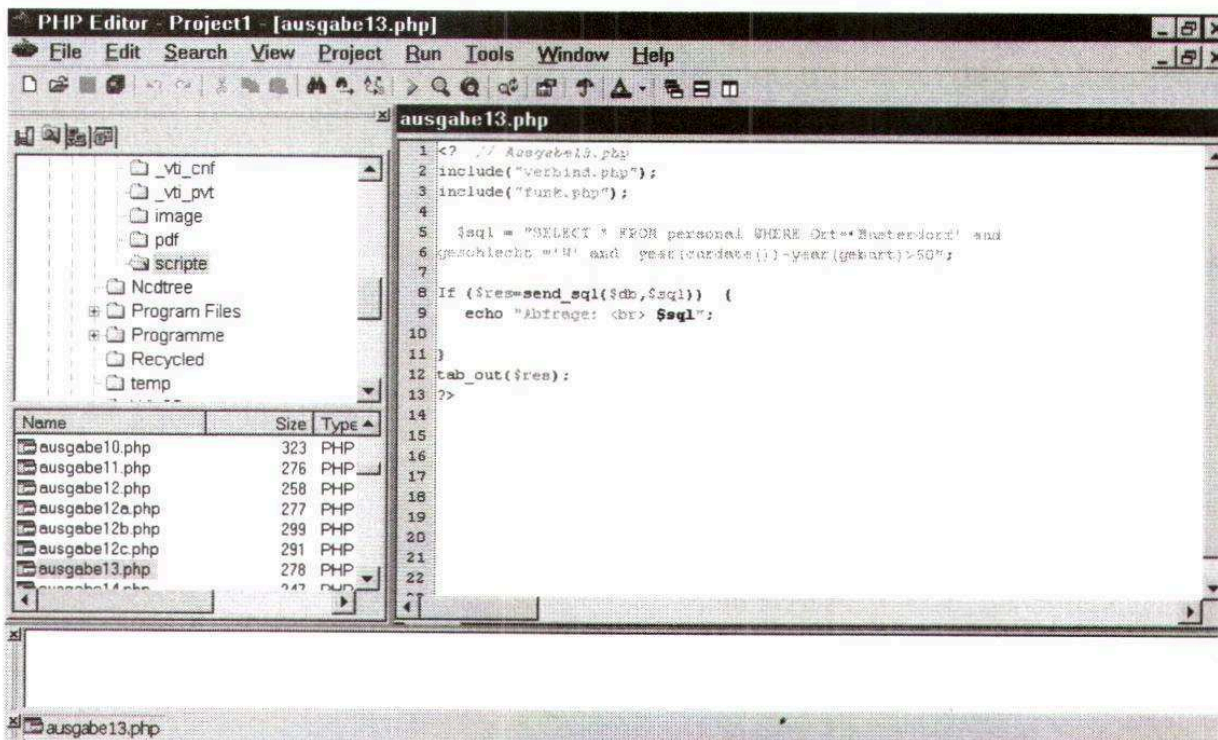 PHP Editor - Project1 - [ausgabe13.php]
File Edit Search View Project Run Tools Window Help
_vti_cnf
_vti_pvt
image
pdf
scripte
Ncdtree
Program Files
Programme
Recycled
temp
Name Size Type
ausgabe10.php 323 PHP
ausgabe11.php 276 PHP
ausgabe12.php 258 PHP
ausgabe12a.php 277 PHP
ausgabe12b.php 299 PHP
ausgabe12c.php 291 PHP
ausgabe13.php 278 PHP
ausgabe14.php 247 PHP
ausgabe13.php
1 <? // Ausgabe13.php
2 include("verbind.php");
3 include("funk.php");
4
5 $sql = "SELECT * FROM personal WHERE Ort='Musterdorf' and
6 geschlecht ='W' and year(curdate())-year(geburt)>50";
7
8 If ($res=send_sql($db,$sql)) {
9 echo "Abfrage: <br> $sql";
10
11 }
12 tab_out($res);
13 ?>
14
15
16
17
18
19
20
21
22
ausgabe13.php